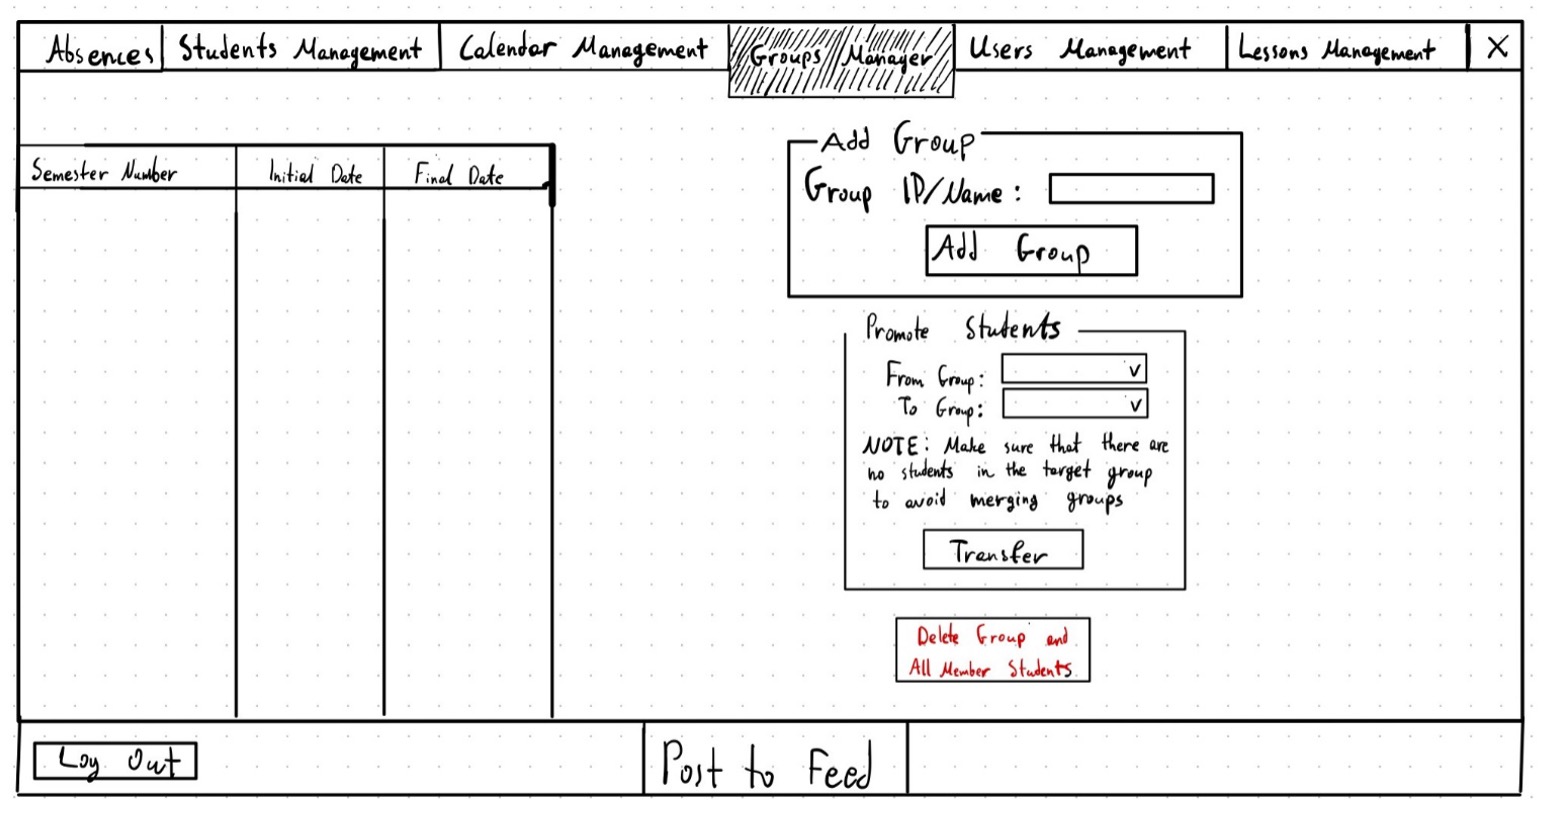 Absences Students Management Calendar Management Groups Manager Users Management Lessons Management X
Semester Number Initial Date Final Date
Add Group
Group ID/Name:
Add Group
Promote Students
From Group: v
To Group: v
NOTE: Make sure that there are
no students in the target group
to avoid merging groups
Transfer
Delete Group and
All Member Students
Log Out Post to Feed